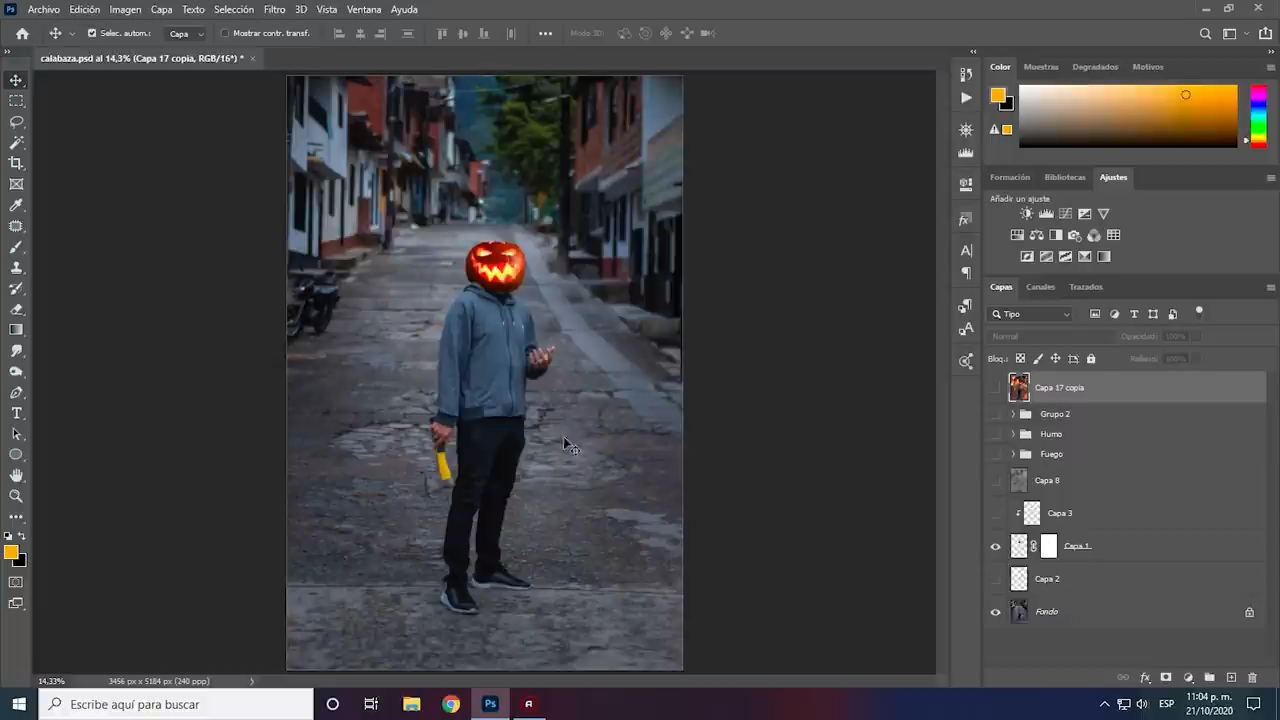 Ps Archivo Edición Imagen Capa Texto Selección Filtro 3D Vista Ventana Ayuda
Selec. autom.: Capa Mostrar contr. transf. Modo 3D:
calabaza.psd al 14,3% (Capa 17 copia, RGB/16*) * ×
Color Muestras Degradados Motivos
Formación Bibliotecas Ajustes
Añadir un ajuste
Capas Canales Trazados
Tipo
Normal Opacidad: 100%
Bloq.: Relleno: 100%
Capa 17 copia
Grupo 2
Humo
Fuego
Capa 8
Capa 3
Capa 1
Capa 2
Fondo
14,33% 3456 px x 5184 px (240 ppp)
Escribe aquí para buscar
Ps
ESP
11:04 p. m.
21/10/2020